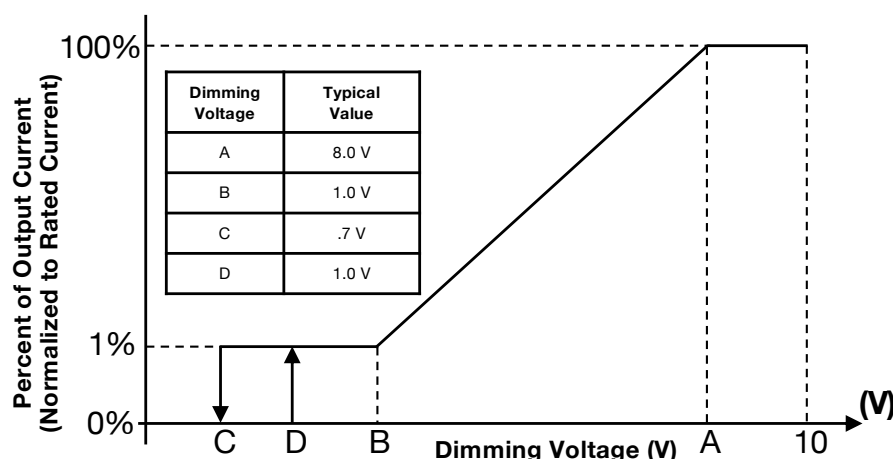 Percent of Output Current
(Normalized to Rated Current)
100%
1%
0%
Dimming Voltage Typical Value
A 8.0 V
B 1.0 V
C .7 V
D 1.0 V
C D B A 10
Dimming Voltage (V)
(V)